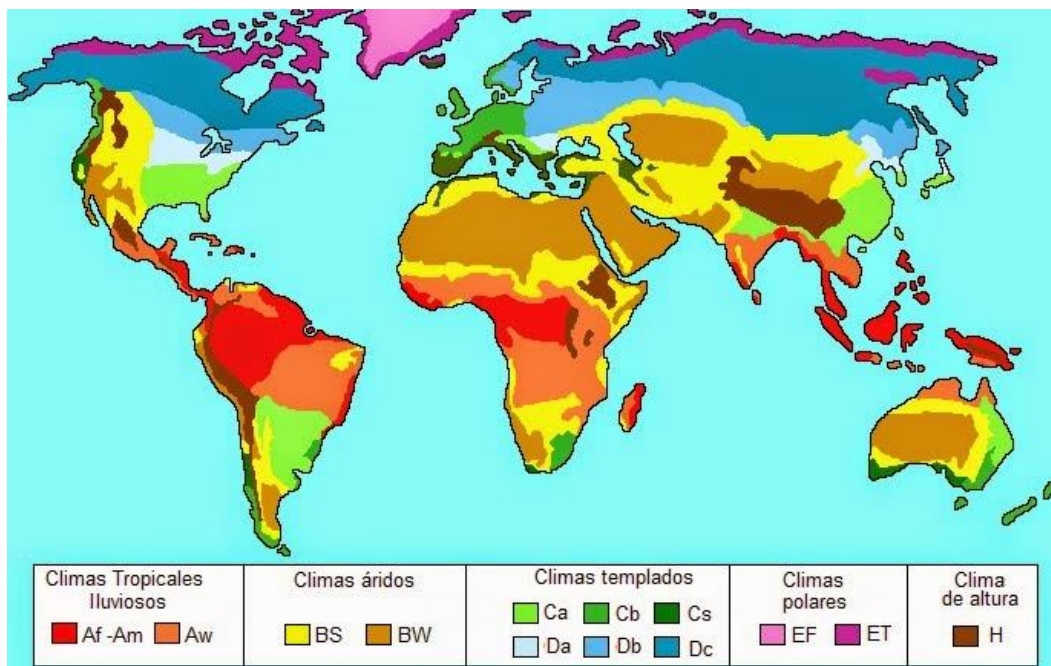 Climas Tropicales
lluviosos
Af -Am Aw
Climas áridos
BS BW
Climas templados
Ca Cb Cs
Da Db Dc
Climas
polares
EF ET
Clima
de altura
H